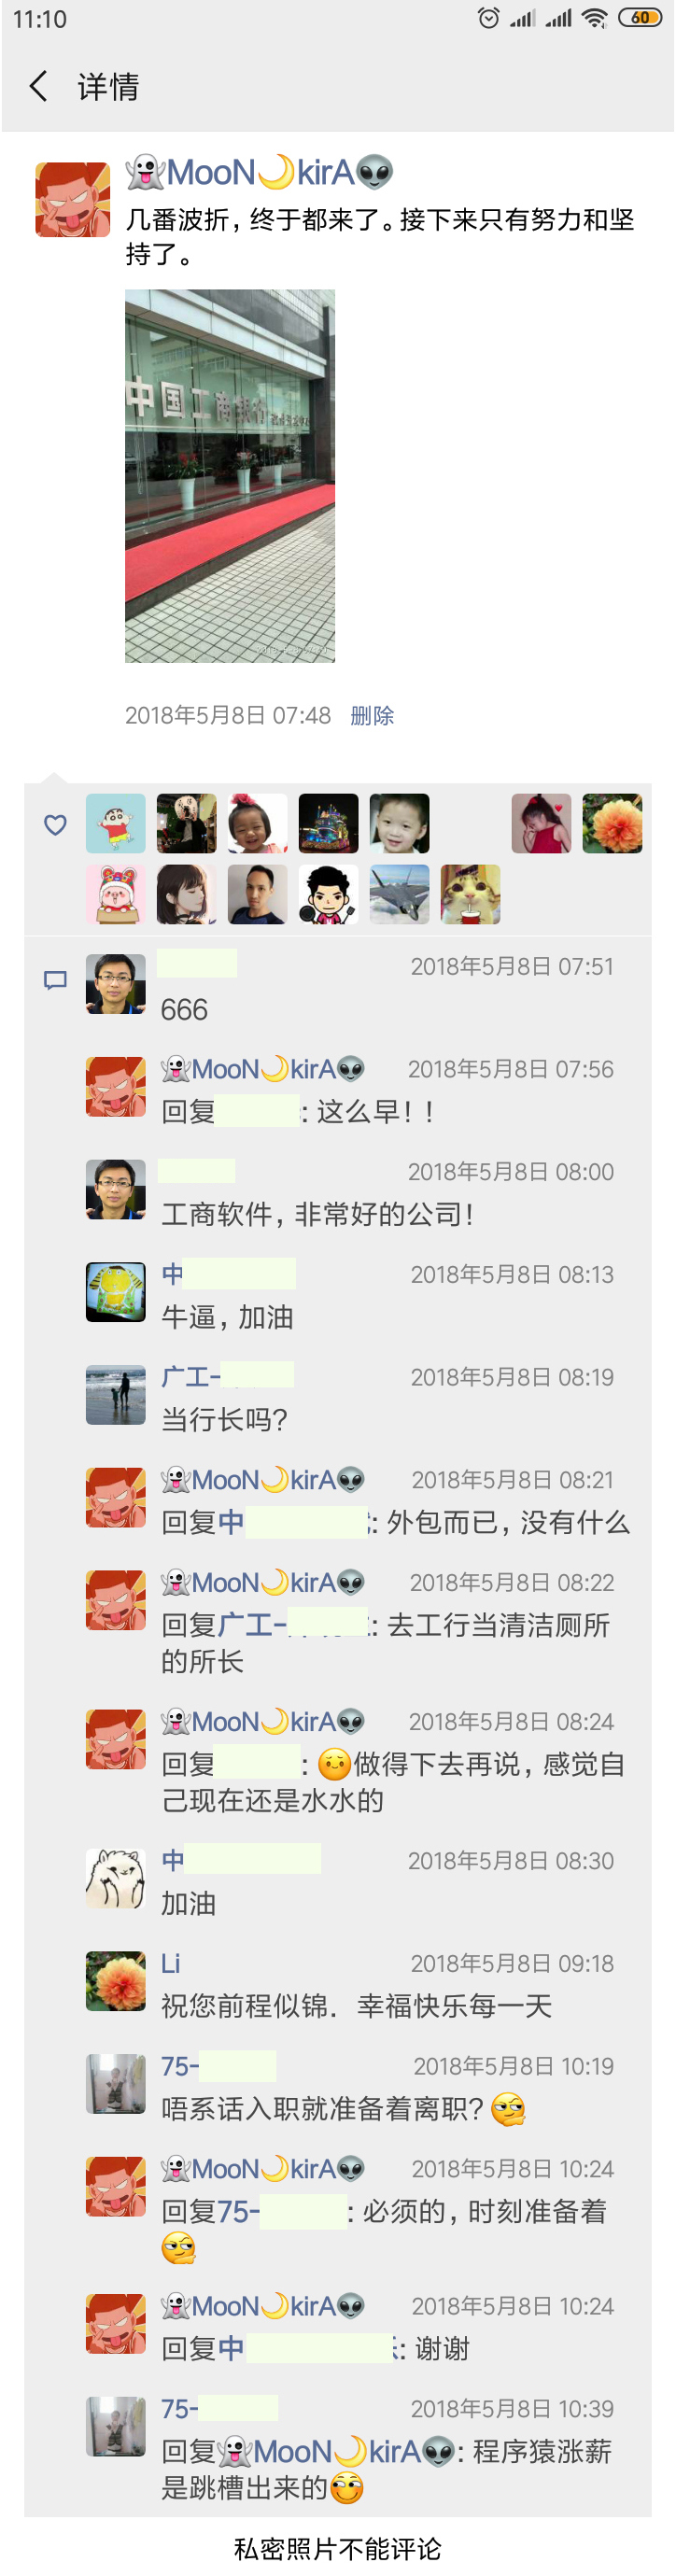 11:10
60
详情
👻MooN🌙kirA👽
几番波折，终于都来了。接下来只有努力和坚
持了。
中国工商银行
2018年5月8日 07:48 删除
2018年5月8日 07:51
666
👻MooN🌙kirA👽 2018年5月8日 07:56
回复 : 这么早！！
2018年5月8日 08:00
工商软件，非常好的公司！
中 2018年5月8日 08:13
牛逼，加油
广工- 2018年5月8日 08:19
当行长吗？
👻MooN🌙kirA👽 2018年5月8日 08:21
回复中 : 外包而已，没有什么
👻MooN🌙kirA👽 2018年5月8日 08:22
回复广工- : 去工行当清洁厕所
的所长
👻MooN🌙kirA👽 2018年5月8日 08:24
回复 : 做得下去再说，感觉自
己现在还是水水的
中 2018年5月8日 08:30
加油
Li 2018年5月8日 09:18
祝您前程似锦．幸福快乐每一天
75- 2018年5月8日 10:19
唔系话入职就准备着离职？
👻MooN🌙kirA👽 2018年5月8日 10:24
回复75- : 必须的，时刻准备着
👻MooN🌙kirA👽 2018年5月8日 10:24
回复中 : 谢谢
75- 2018年5月8日 10:39
回复👻MooN🌙kirA👽: 程序猿涨薪
是跳槽出来的
私密照片不能评论